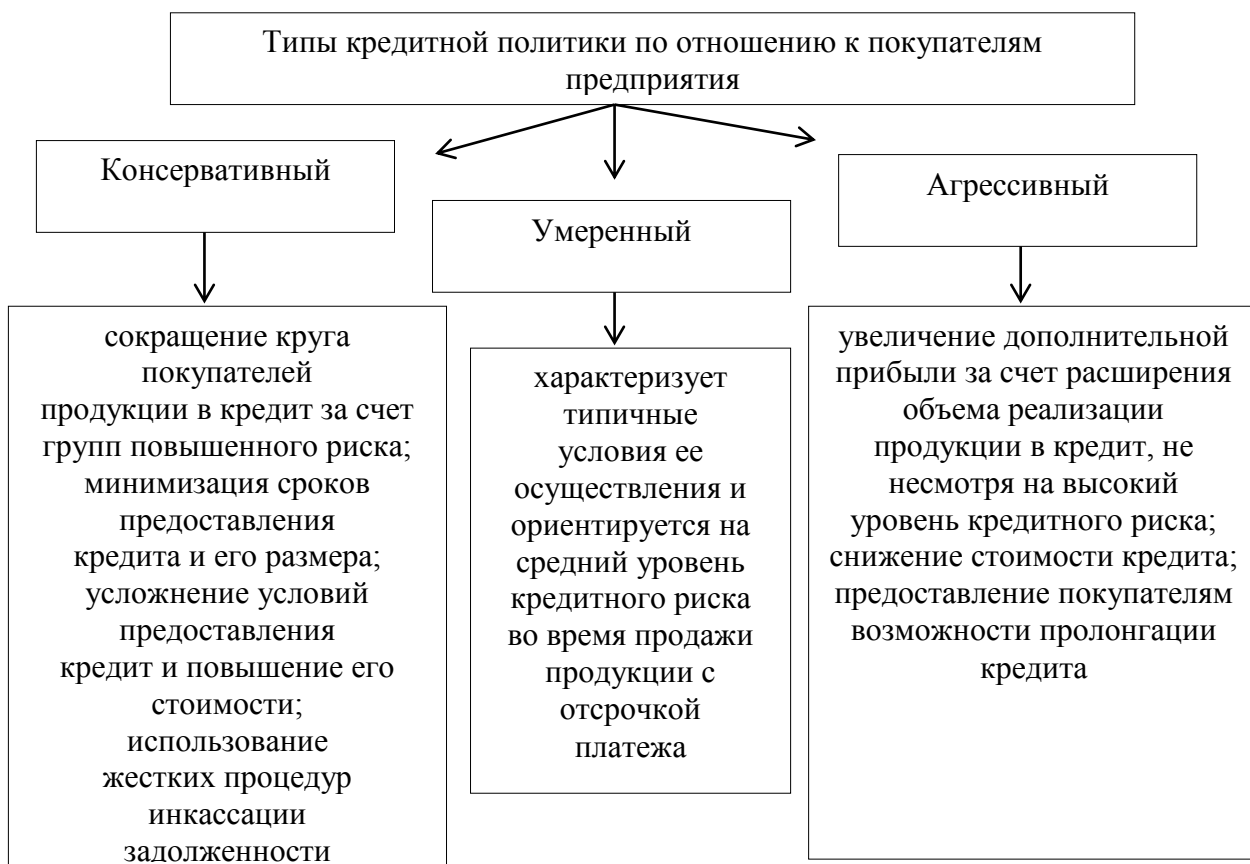 Типы кредитной политики по отношению к покупателям
предприятия
Консервативный
Умеренный
Агрессивный
сокращение круга
покупателей
продукции в кредит за счет
групп повышенного риска;
минимизация сроков
предоставления
кредита и его размера;
усложнение условий
предоставления
кредит и повышение его
стоимости;
использование
жестких процедур
инкассации
задолженности
характеризует
типичные
условия ее
осуществления и
ориентируется на
средний уровень
кредитного риска
во время продажи
продукции с
отсрочкой
платежа
увеличение дополнительной
прибыли за счет расширения
объема реализации
продукции в кредит, не
несмотря на высокий
уровень кредитного риска;
снижение стоимости кредита;
предоставление покупателям
возможности пролонгации
кредита